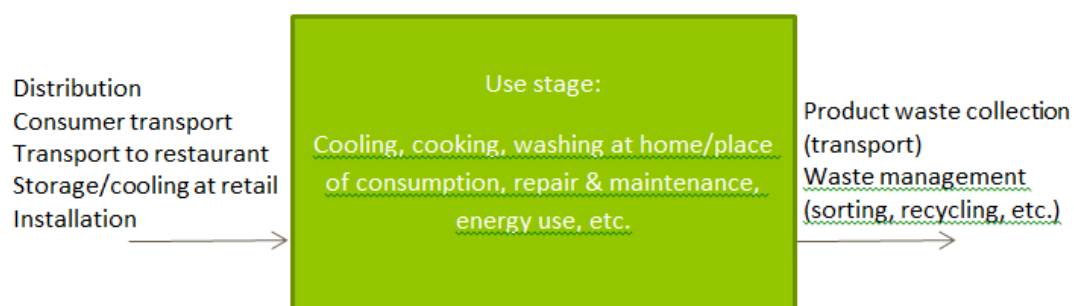 Distribution
Consumer transport
Transport to restaurant
Storage/cooling at retail
Installation
Use stage:
Cooling, cooking, washing at home/place
of consumption, repair & maintenance,
energy use, etc.
Product waste collection
(transport)
Waste management
(sorting, recycling, etc.)